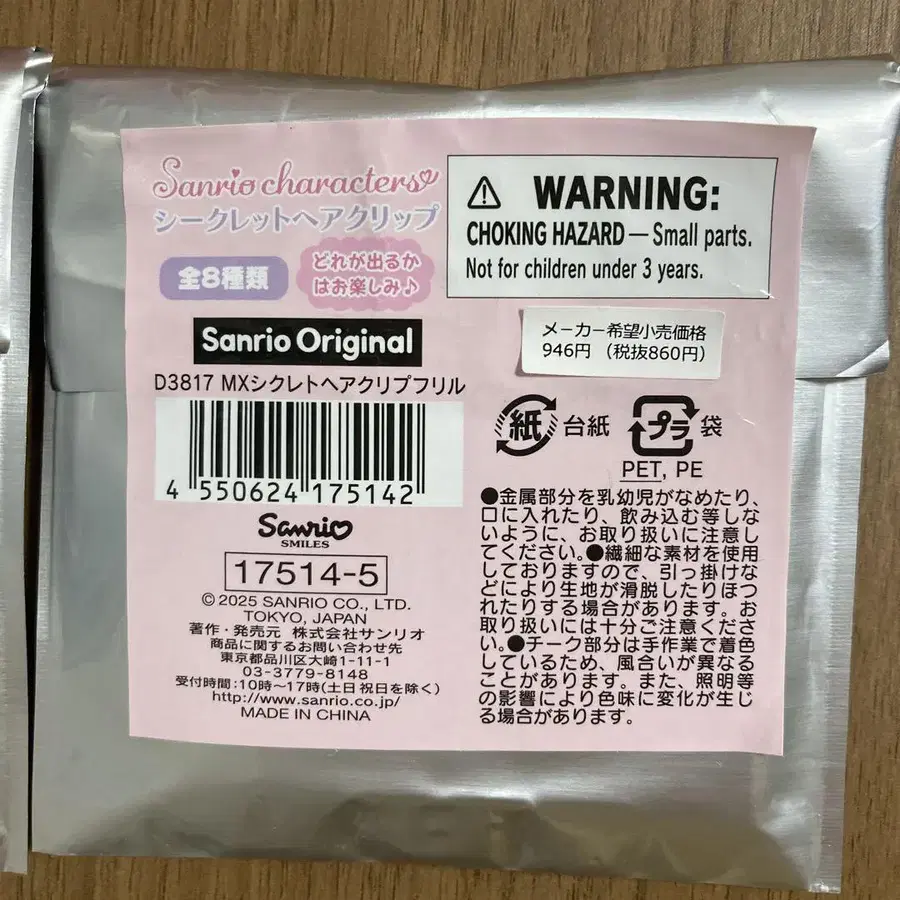 Sanrio characters
シークレットヘアクリップ
全8種類
どれが出るか
はお楽しみ♪
WARNING:
CHOKING HAZARD — Small parts.
Not for children under 3 years.
Sanrio Original
メーカー希望小売価格
946円 (税抜860円)
D3817 MXシクレトヘアクリプフリル
4 550624 175142
紙 台紙
プラ 袋
PET, PE
Sanrio
SMILES
17514-5
© 2025 SANRIO CO., LTD.
TOKYO, JAPAN
著作・発売元 株式会社サンリオ
商品に関するお問い合わせ先
東京都品川区大崎1-11-1
03-3779-8148
受付時間:10時〜17時(土日祝日を除く)
http://www.sanrio.co.jp/
MADE IN CHINA
●金属部分を乳幼児がなめたり、
口に入れたり、飲み込む等しな
いように、お取り扱いに注意し
てください。●繊細な素材を使用
しておりますので、引っ掛けな
どにより生地が滑脱したりほつ
れたりする場合があります。お
取り扱いには十分ご注意くださ
い。●チーク部分は手作業で着色
しているため、風合いが異なる
ことがあります。また、照明等
の影響により色味に変化が生じ
る場合があります。